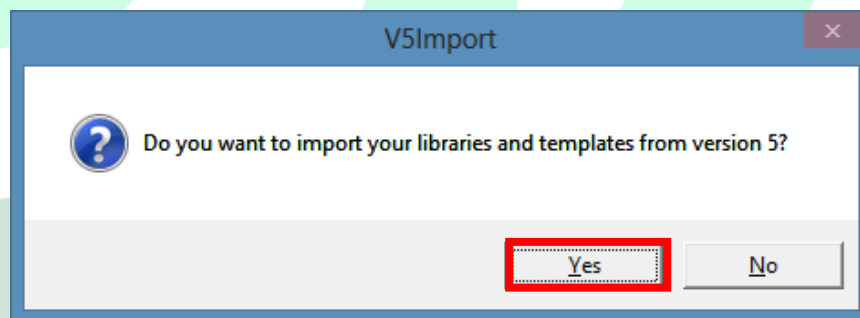 V5Import
Do you want to import your libraries and templates from version 5?
Yes
No